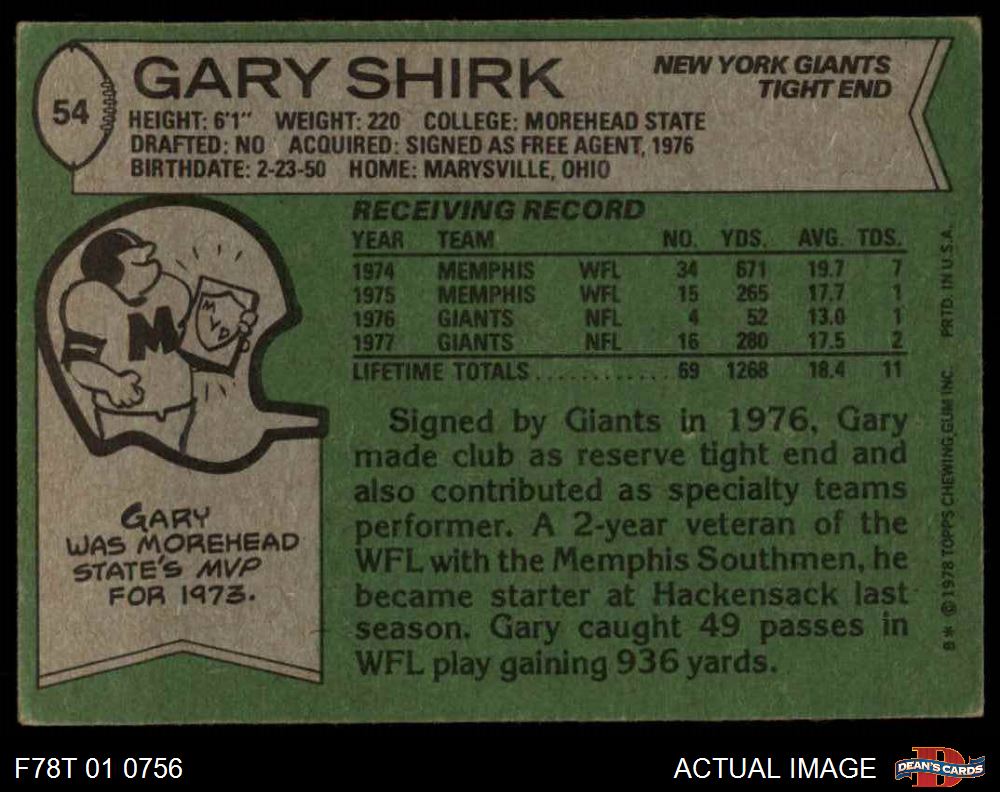 54
GARY SHIRK
NEW YORK GIANTS
TIGHT END
HEIGHT: 6'1" WEIGHT: 220 COLLEGE: MOREHEAD STATE
DRAFTED: NO ACQUIRED: SIGNED AS FREE AGENT, 1976
BIRTHDATE: 2-23-50 HOME: MARYSVILLE, OHIO
RECEIVING RECORD
YEAR TEAM NO. YDS. AVG. TDS.
1974 MEMPHIS WFL 34 671 19.7 7
1975 MEMPHIS WFL 15 265 17.7 1
1976 GIANTS NFL 4 52 13.0 1
1977 GIANTS NFL 16 280 17.5 2
LIFETIME TOTALS............69 1268 18.4 11
M
MVP
GARY
WAS MOREHEAD
STATE'S MVP
FOR 1973.
Signed by Giants in 1976, Gary
made club as reserve tight end and
also contributed as specialty teams
performer. A 2-year veteran of the
WFL with the Memphis Southmen, he
became starter at Hackensack last
season. Gary caught 49 passes in
WFL play gaining 936 yards.
B* © 1978 TOPPS CHEWING GUM INC. PRTD. IN U.S.A.
F78T 01 0756
ACTUAL IMAGE
DEAN'S CARDS